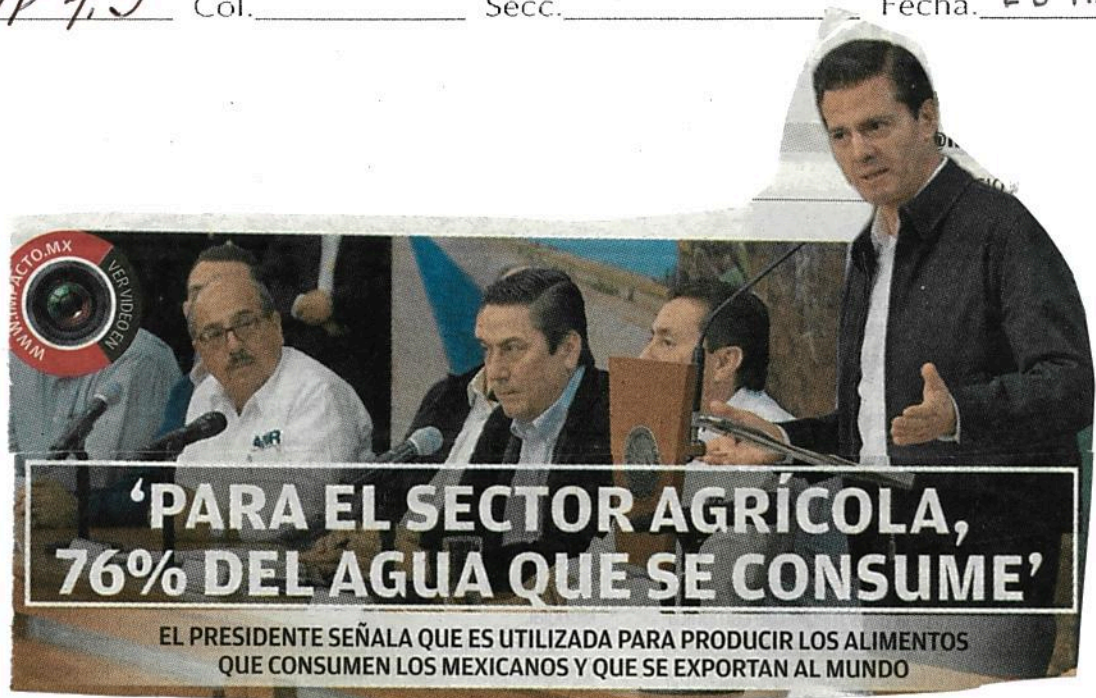 Col. Secc. Fecha.
WWW.IMPACTO.MX
VER VIDEO EN
'PARA EL SECTOR AGRÍCOLA,
76% DEL AGUA QUE SE CONSUME'
EL PRESIDENTE SEÑALA QUE ES UTILIZADA PARA PRODUCIR LOS ALIMENTOS
QUE CONSUMEN LOS MEXICANOS Y QUE SE EXPORTAN AL MUNDO